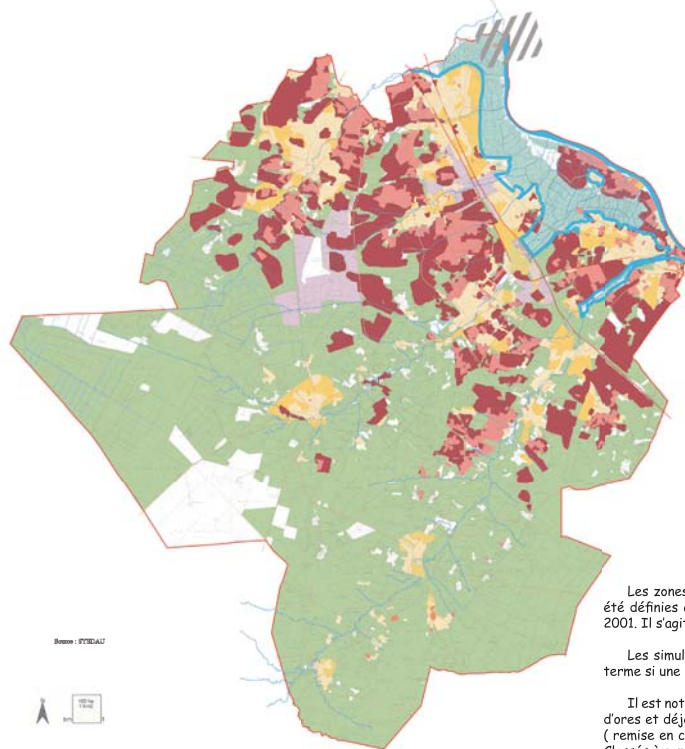 Source : SYSDAU
N
Les zones
été définies
2001. Il s'agit
Les simul
terme si une
Il est not
d'ores et déj
( remise en c